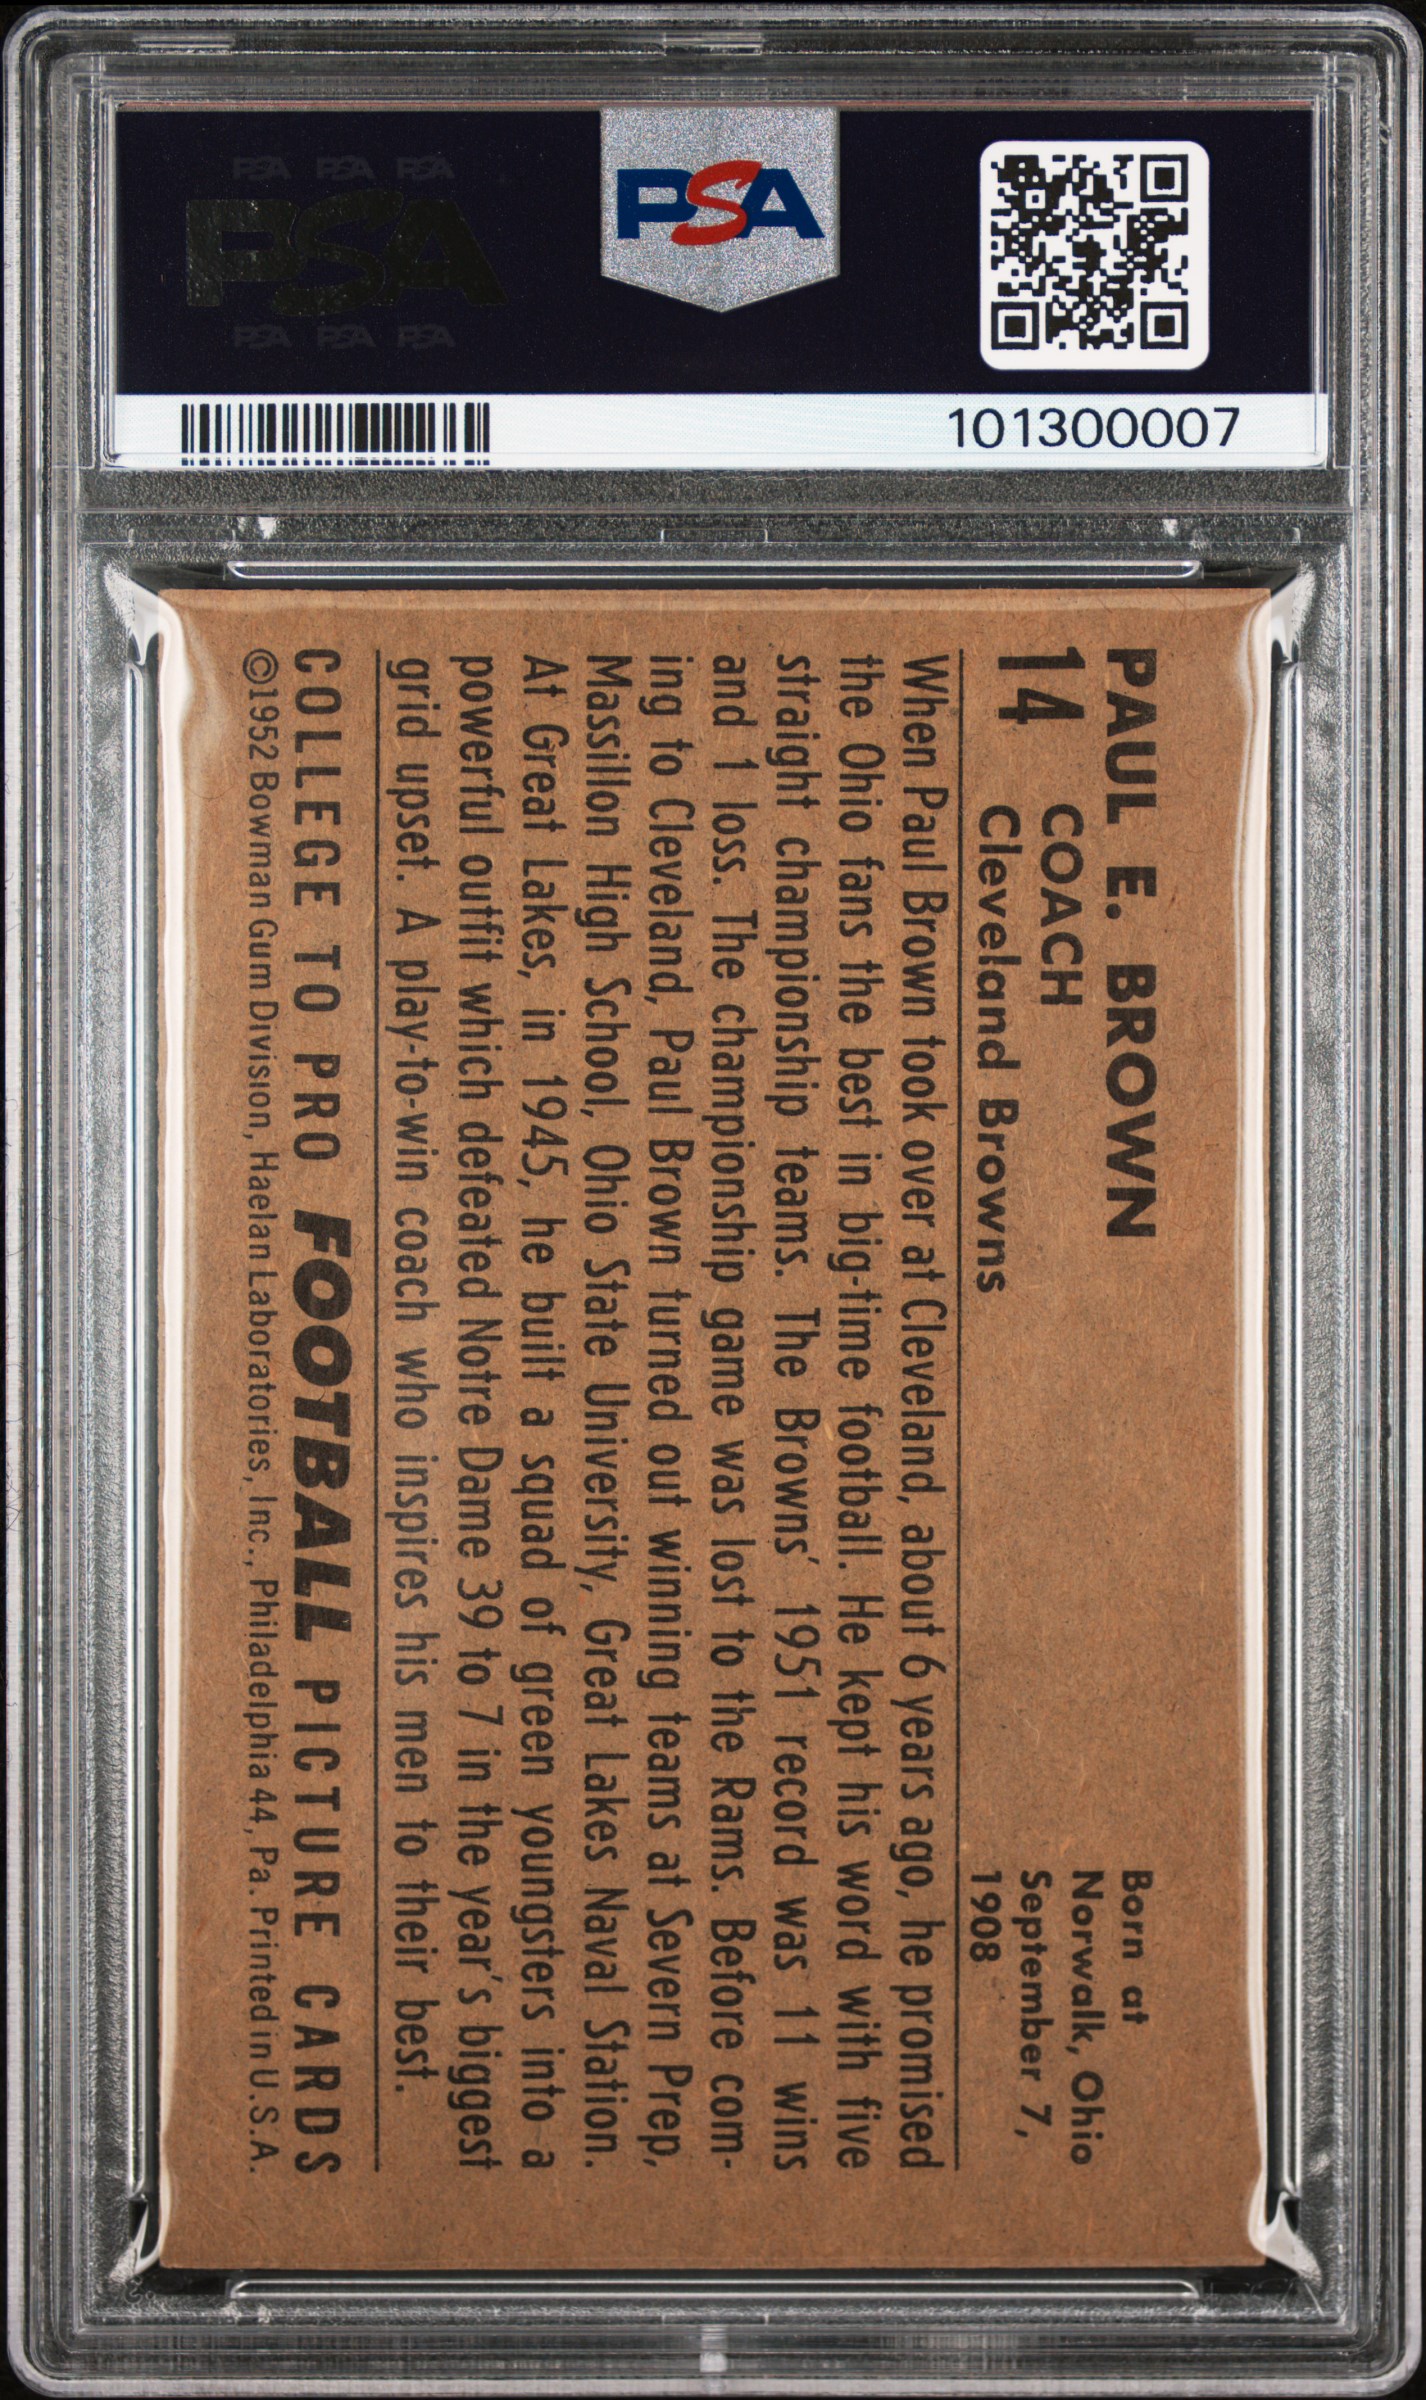 PSA PSA PSA
PSA
PSA PSA PSA
PSA
101300007
PAUL E. BROWN
14 COACH
Cleveland Browns
Born at
Norwalk, Ohio
September 7,
1908
When Paul Brown took over at Cleveland, about 6 years ago, he promised
the Ohio fans the best in big-time football. He kept his word with five
straight championship teams. The Browns' 1951 record was 11 wins
and 1 loss. The championship game was lost to the Rams. Before com-
ing to Cleveland, Paul Brown turned out winning teams at Severn Prep,
Massillon High School, Ohio State University, Great Lakes Naval Station.
At Great Lakes, in 1945, he built a squad of green youngsters into a
powerful outfit which defeated Notre Dame 39 to 7 in the year's biggest
grid upset. A play-to-win coach who inspires his men to their best.
COLLEGE TO PRO FOOTBALL PICTURE CARDS
©1952 Bowman Gum Division, Haelan Laboratories, Inc., Philadelphia 44, Pa. Printed in U.S.A.